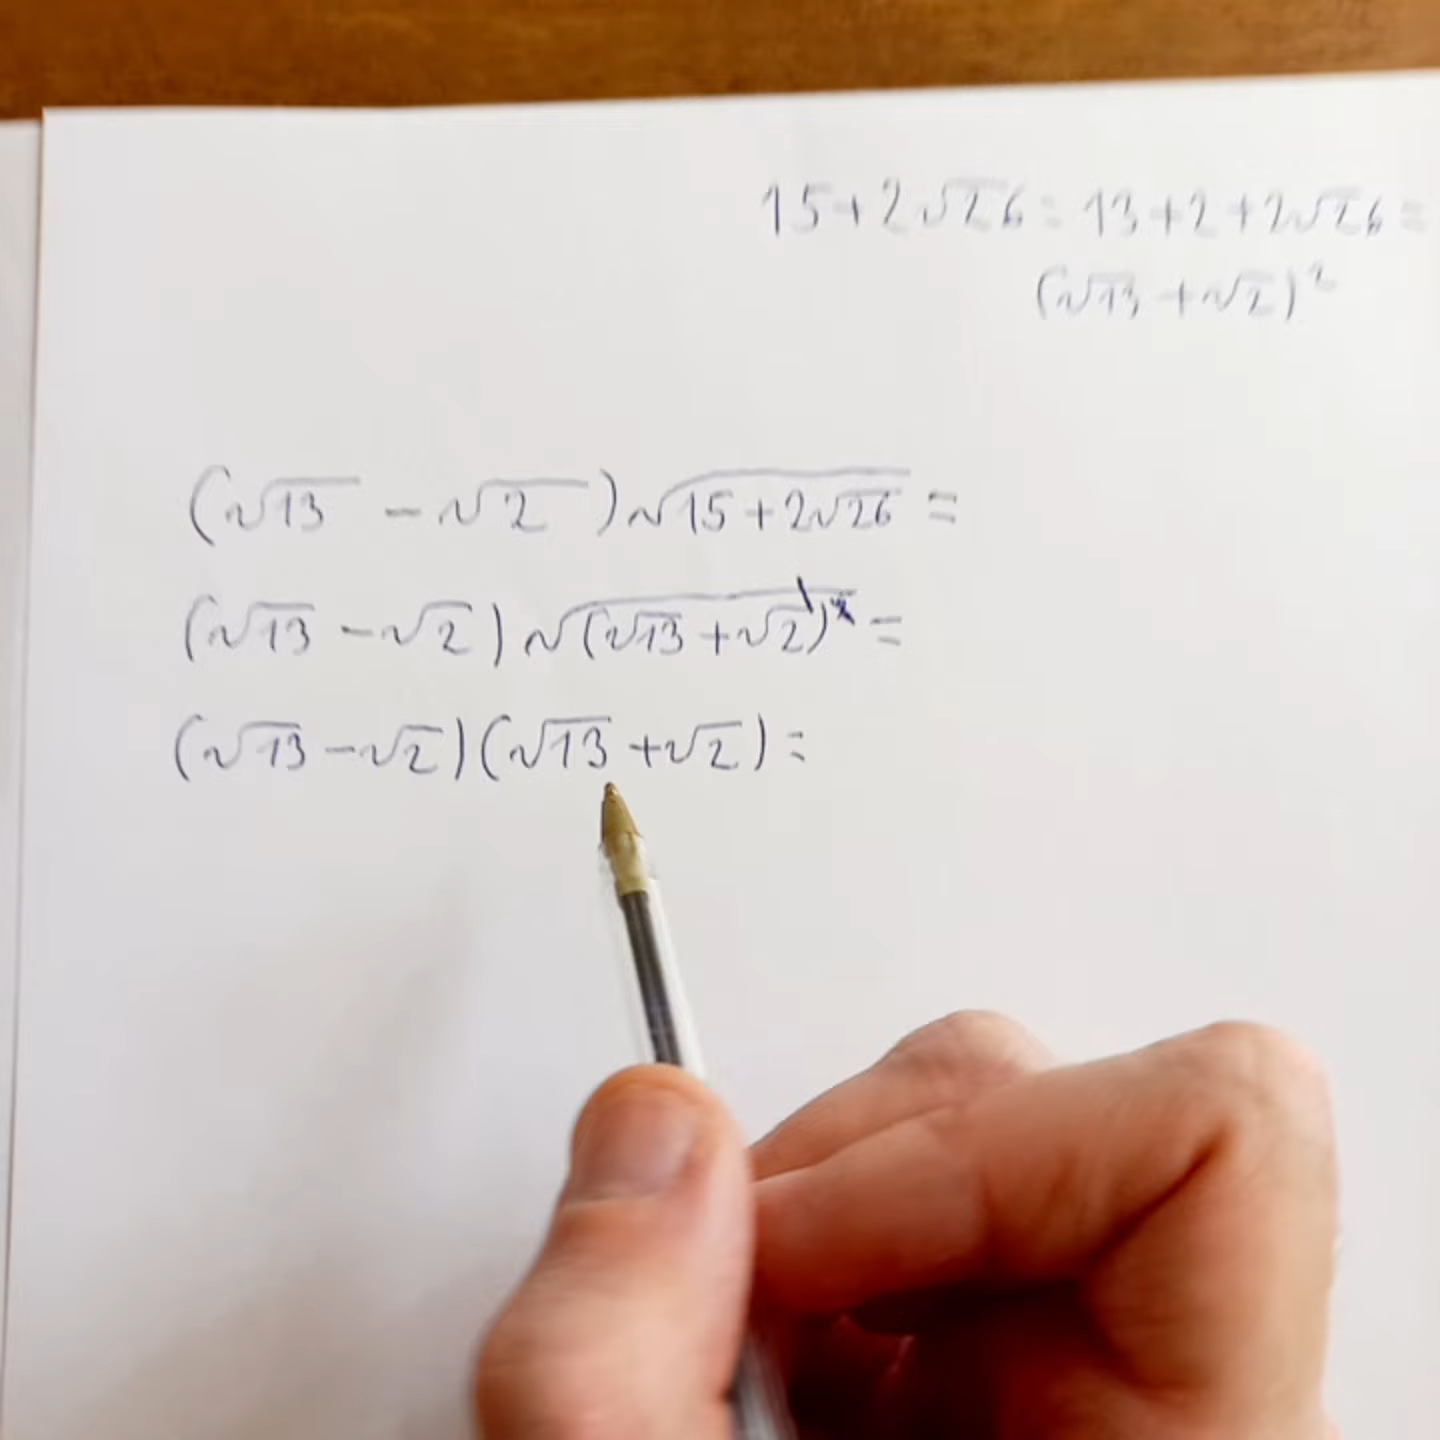 15+2√26 = 13+2+2√26 =
(√13 + √2)²
(√13 - √2)√(15+2√26) =
(√13 - √2)√((√13+√2)²) =
(√13-√2)(√13+√2) =